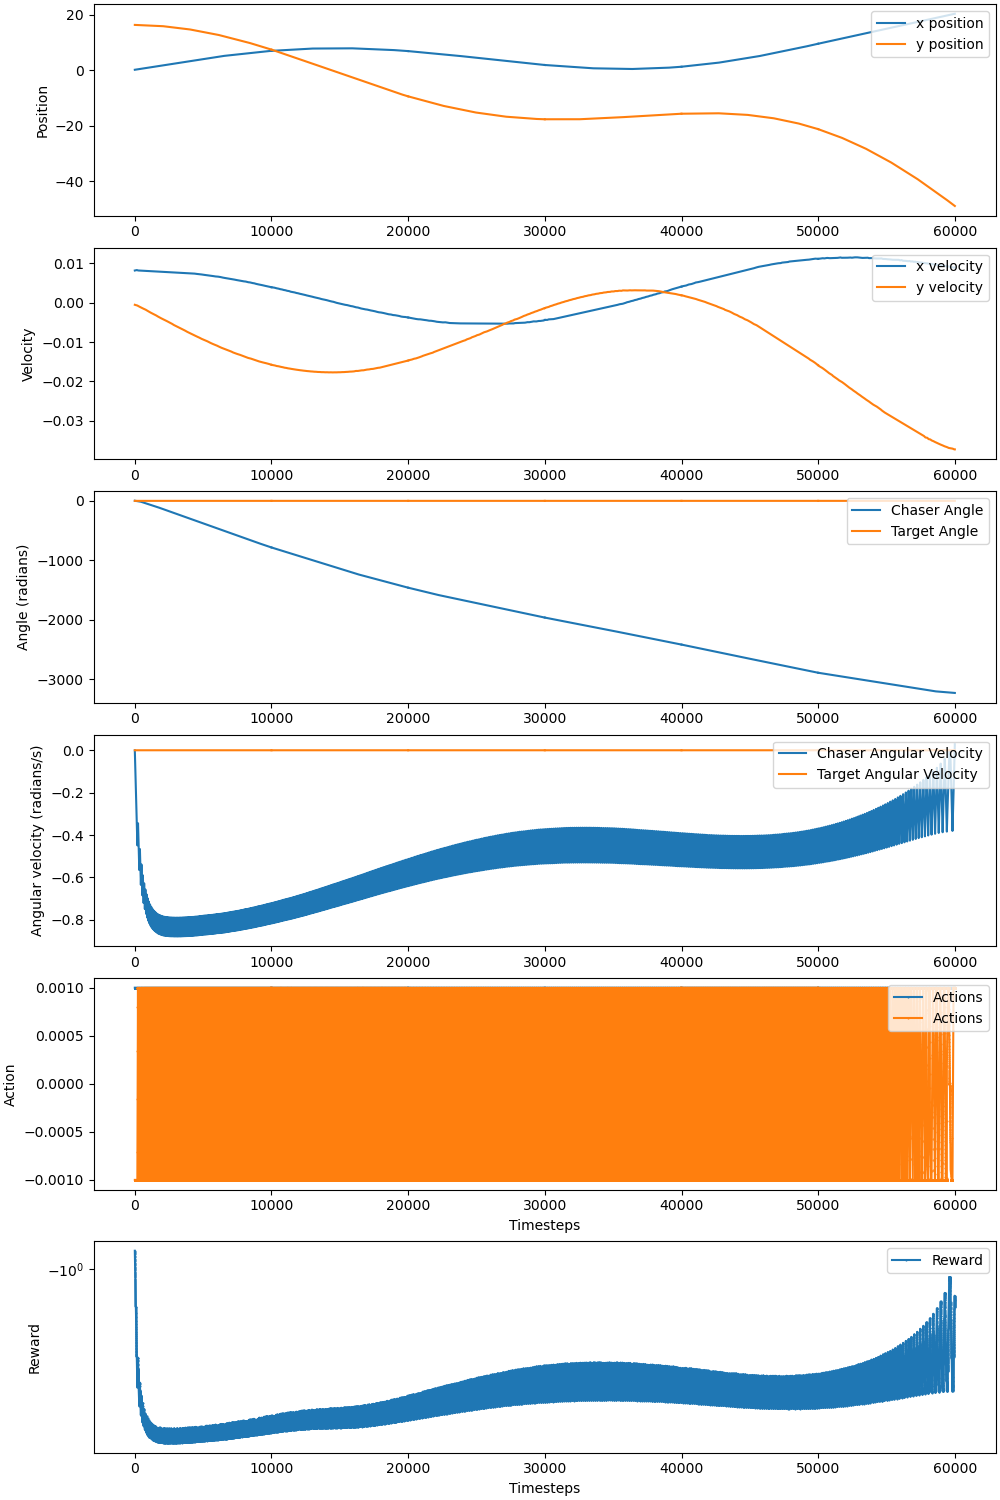 20
0
−20
−40
Position
x position
y position
0 10000 20000 30000 40000 50000 60000
0.01
0.00
−0.01
−0.02
−0.03
Velocity
x velocity
y velocity
0 10000 20000 30000 40000 50000 60000
0
−1000
−2000
−3000
Angle (radians)
Chaser Angle
Target Angle
0 10000 20000 30000 40000 50000 60000
0.0
−0.2
−0.4
−0.6
−0.8
Angular velocity (radians/s)
Chaser Angular Velocity
Target Angular Velocity
0 10000 20000 30000 40000 50000 60000
0.0010
0.0005
0.0000
−0.0005
−0.0010
Action
Actions
Actions
0 10000 20000 30000 40000 50000 60000
Timesteps
−10⁰
Reward
Reward
0 10000 20000 30000 40000 50000 60000
Timesteps